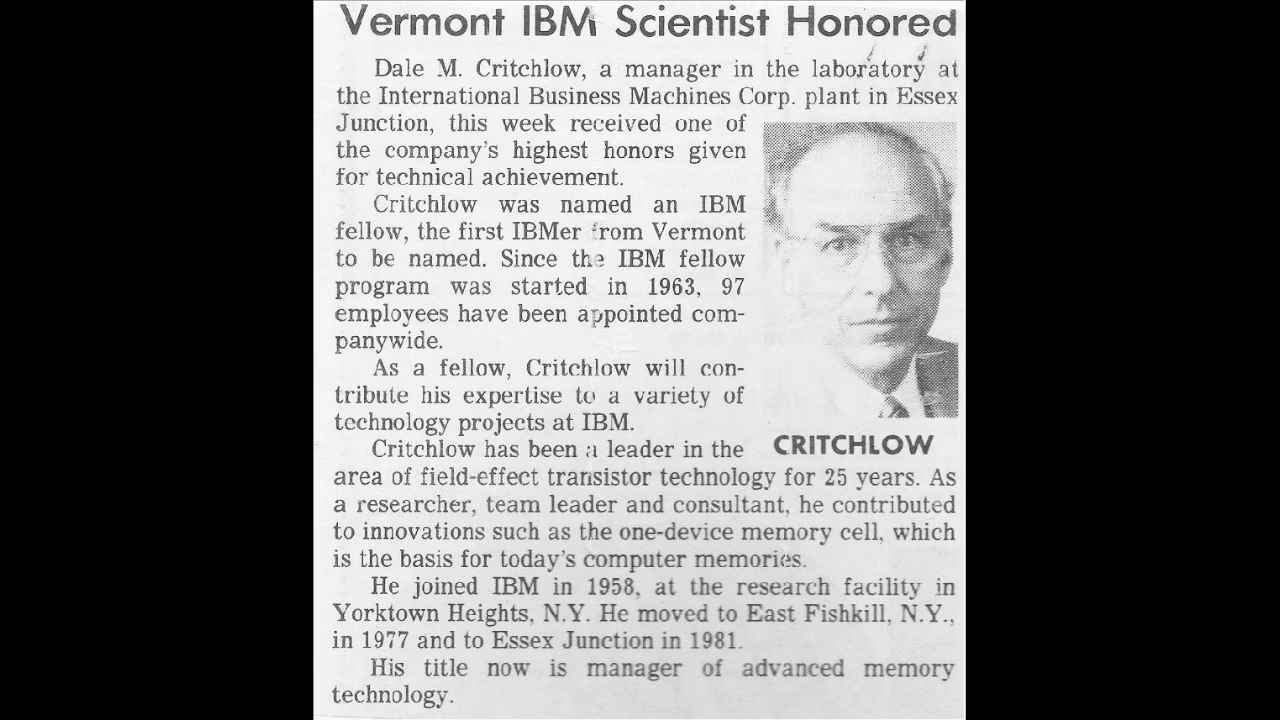 Vermont IBM Scientist Honored
Dale M. Critchlow, a manager in the laboratory at
the International Business Machines Corp. plant in Essex
Junction, this week received one of
the company's highest honors given
for technical achievement.
Critchlow was named an IBM
fellow, the first IBMer from Vermont
to be named. Since the IBM fellow
program was started in 1963, 97
employees have been appointed com-
panywide.
As a fellow, Critchlow will con-
tribute his expertise to a variety of
technology projects at IBM.
CRITCHLOW
Critchlow has been a leader in the
area of field-effect transistor technology for 25 years. As
a researcher, team leader and consultant, he contributed
to innovations such as the one-device memory cell, which
is the basis for today's computer memories.
He joined IBM in 1958, at the research facility in
Yorktown Heights, N.Y. He moved to East Fishkill, N.Y.,
in 1977 and to Essex Junction in 1981.
His title now is manager of advanced memory
technology.